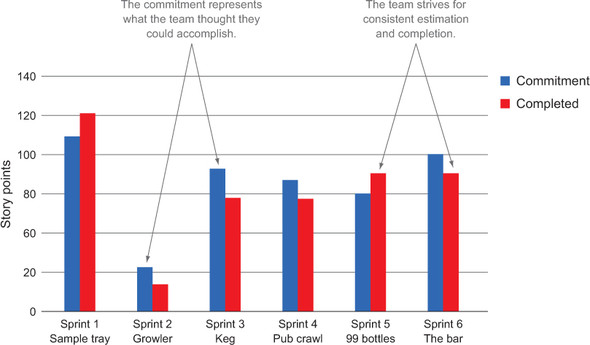 The commitment represents
what the team thought they
could accomplish.
The team strives for
consistent estimation
and completion.
Commitment
Completed
Story points
140
120
100
80
60
20
0
Sprint 1
Sample tray
Sprint 2
Growler
Sprint 3
Keg
Sprint 4
Pub crawl
Sprint 5
99 bottles
Sprint 6
The bar